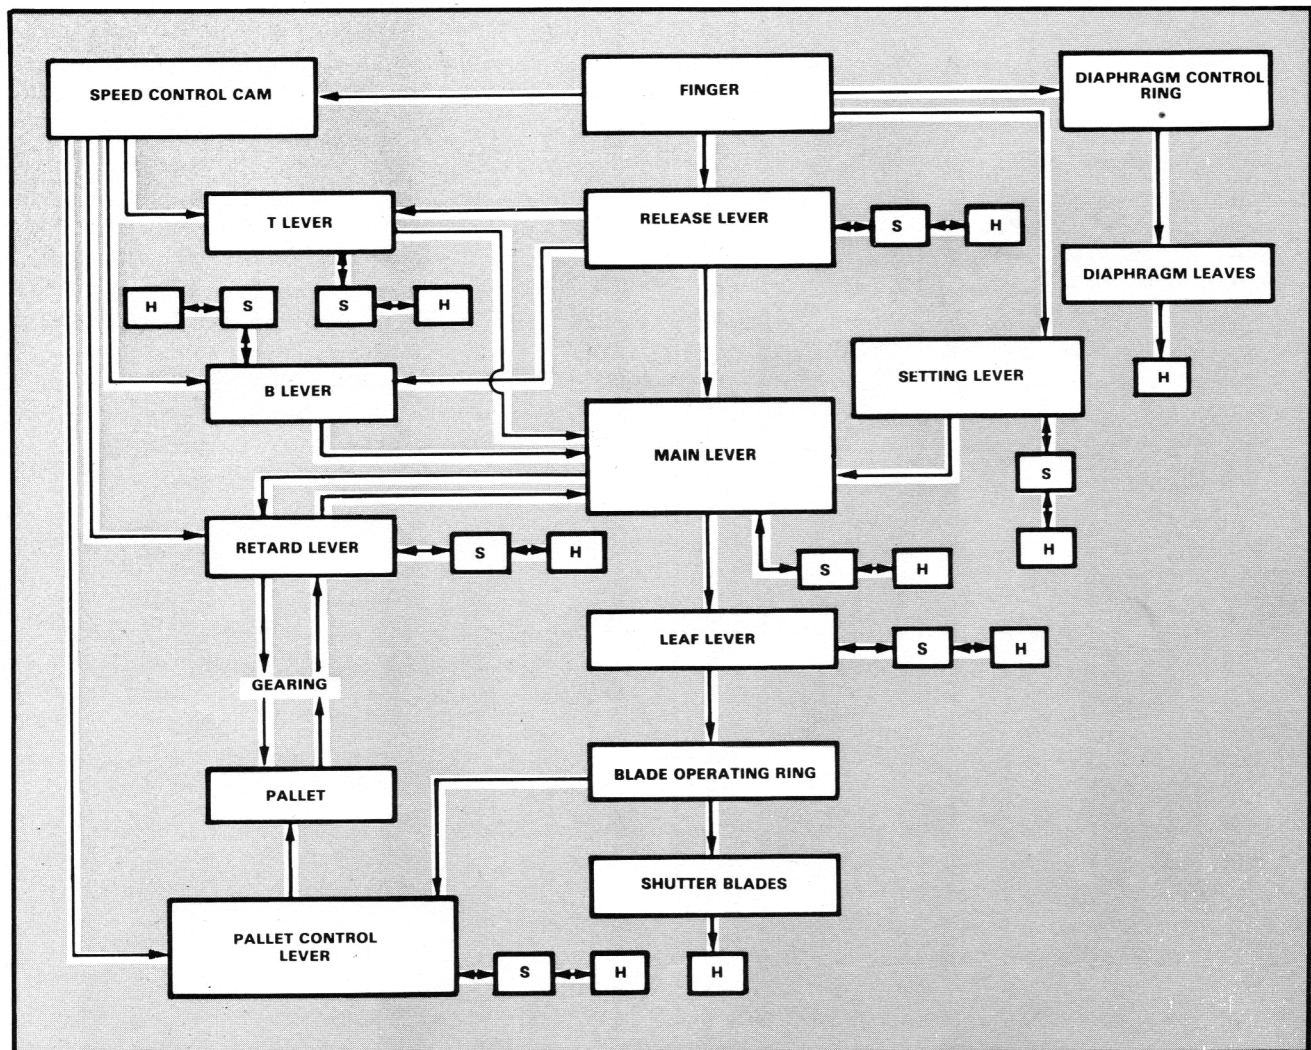 SPEED CONTROL CAM
FINGER
DIAPHRAGM CONTROL
RING
T LEVER
RELEASE LEVER
S
H
DIAPHRAGM LEAVES
H
S
S
H
B LEVER
SETTING LEVER
H
MAIN LEVER
S
H
RETARD LEVER
S
H
S
H
LEAF LEVER
S
H
GEARING
PALLET
BLADE OPERATING RING
SHUTTER BLADES
PALLET CONTROL
LEVER
S
H
H